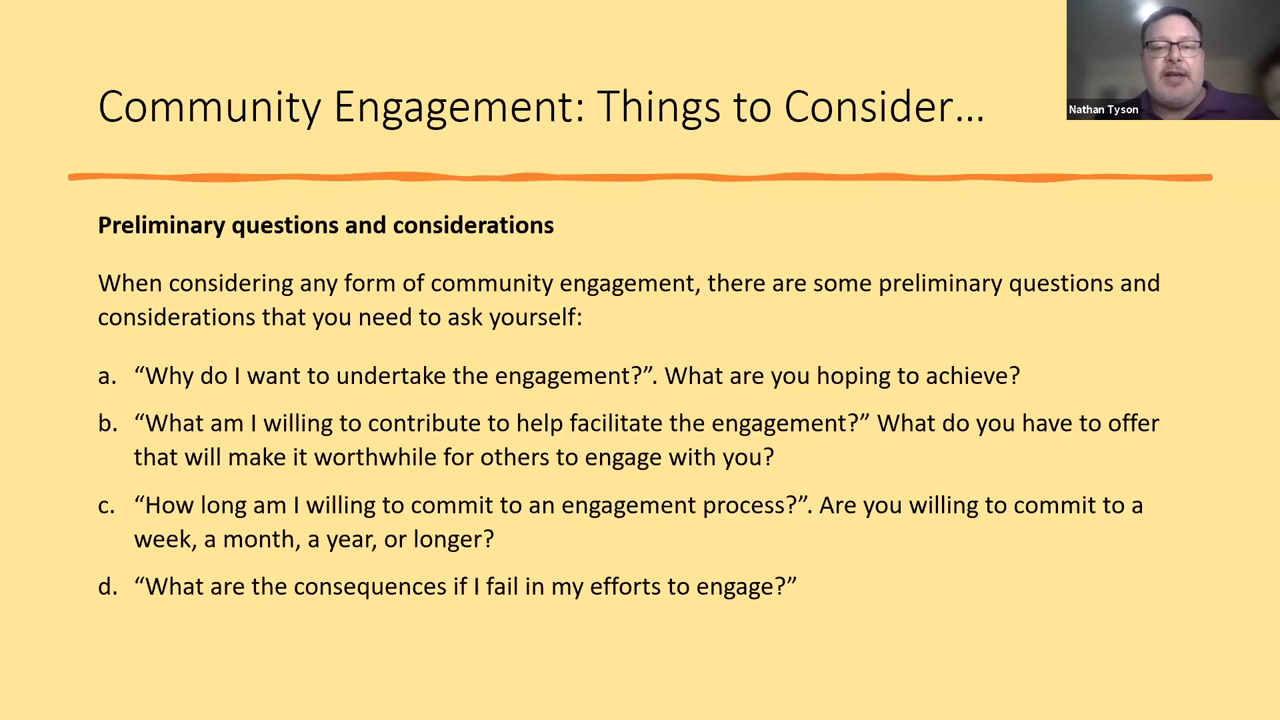 Community Engagement: Things to Consider...
Nathan Tyson
Preliminary questions and considerations
When considering any form of community engagement, there are some preliminary questions and
considerations that you need to ask yourself:
a. “Why do I want to undertake the engagement?”. What are you hoping to achieve?
b. “What am I willing to contribute to help facilitate the engagement?” What do you have to offer
that will make it worthwhile for others to engage with you?
c. “How long am I willing to commit to an engagement process?”. Are you willing to commit to a
week, a month, a year, or longer?
d. “What are the consequences if I fail in my efforts to engage?”